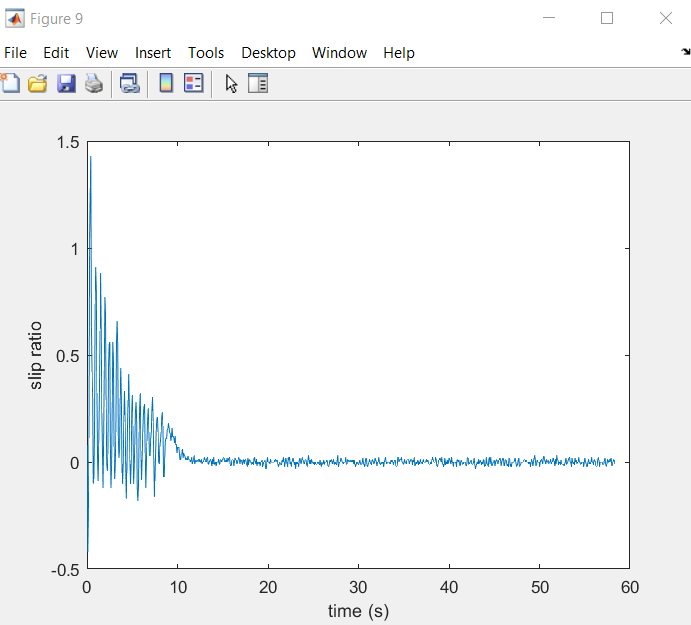 Figure 9
File Edit View Insert Tools Desktop Window Help
1.5
1
0.5
0
-0.5
slip ratio
0 10 20 30 40 50 60
time (s)